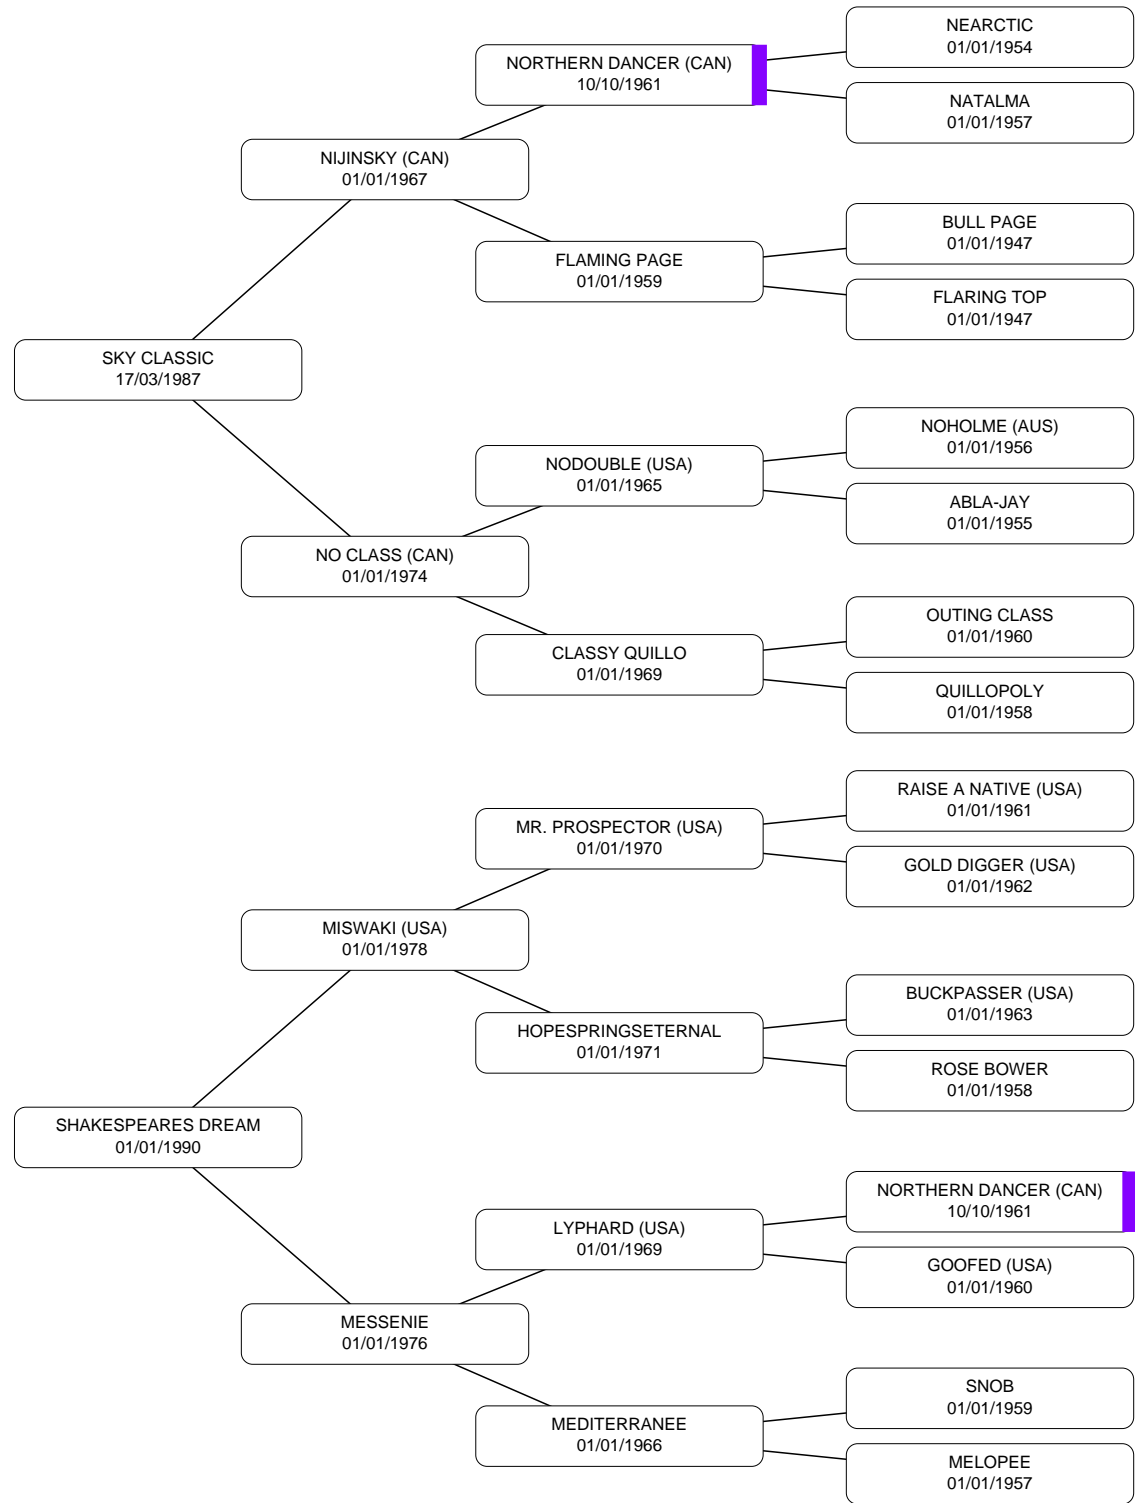 NEARCTIC
01/01/1954
NORTHERN DANCER (CAN)
10/10/1961
NATALMA
01/01/1957
NIJINSKY (CAN)
01/01/1967
BULL PAGE
01/01/1947
FLAMING PAGE
01/01/1959
FLARING TOP
01/01/1947
SKY CLASSIC
17/03/1987
NOHOLME (AUS)
01/01/1956
NODOUBLE (USA)
01/01/1965
ABLA-JAY
01/01/1955
NO CLASS (CAN)
01/01/1974
OUTING CLASS
01/01/1960
CLASSY QUILLO
01/01/1969
QUILLOPOLY
01/01/1958
RAISE A NATIVE (USA)
01/01/1961
MR. PROSPECTOR (USA)
01/01/1970
GOLD DIGGER (USA)
01/01/1962
MISWAKI (USA)
01/01/1978
BUCKPASSER (USA)
01/01/1963
HOPESPRINGSETERNAL
01/01/1971
ROSE BOWER
01/01/1958
SHAKESPEARES DREAM
01/01/1990
NORTHERN DANCER (CAN)
10/10/1961
LYPHARD (USA)
01/01/1969
GOOFED (USA)
01/01/1960
MESSENIE
01/01/1976
SNOB
01/01/1959
MEDITERRANEE
01/01/1966
MELOPEE
01/01/1957